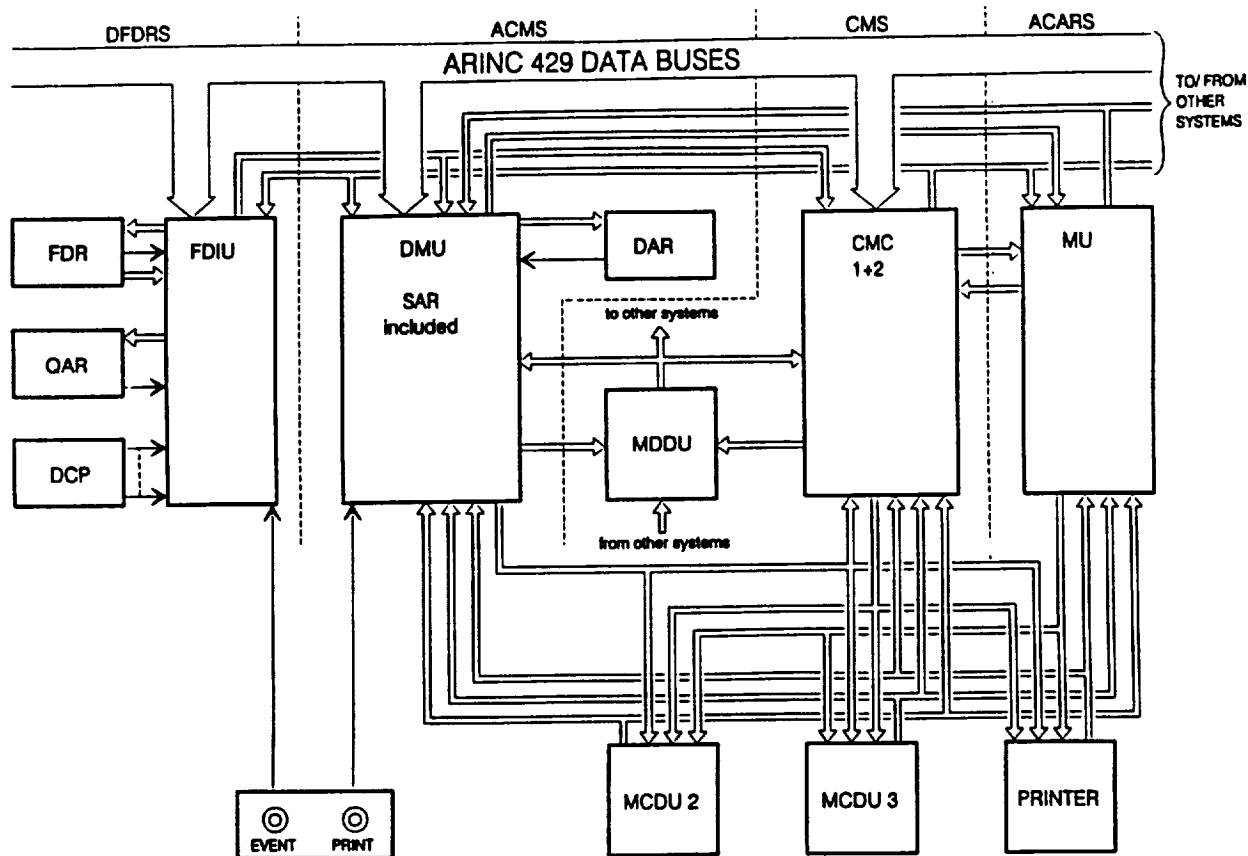 DFDRS
ACMS
CMS
ACARS
ARINC 429 DATA BUSES
TO/ FROM
OTHER
SYSTEMS
FDR
FDIU
DMU
DAR
CMC
1+2
MU
SAR
included
to other systems
QAR
MDDU
DCP
from other systems
MCDU 2
MCDU 3
PRINTER
EVENT
PRINT